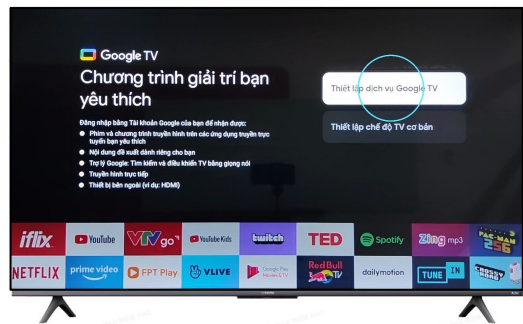 Google TV
Chương trình giải trí bạn
yêu thích
Đăng nhập bằng Tài khoản Google của bạn để nhận được:
Phim và chương trình truyền hình trên các ứng dụng truyền trực
tuyến bạn yêu thích
Nội dung đề xuất dành riêng cho bạn
Trợ lý Google: Tìm kiếm và điều khiển TV bằng giọng nói
Truyền hình trực tiếp
Thiết bị bên ngoài (ví dụ: HDMI)
Thiết lập dịch vụ Google TV
Thiết lập chế độ TV cơ bản
iflix YouTube VTV go YouTube Kids twitch TED Spotify Zing mp3 PAC-MAN 256
NETFLIX prime video FPT Play VLIVE Google Play Movies & TV Red Bull TV dailymotion TUNE IN CROSSY ROAD